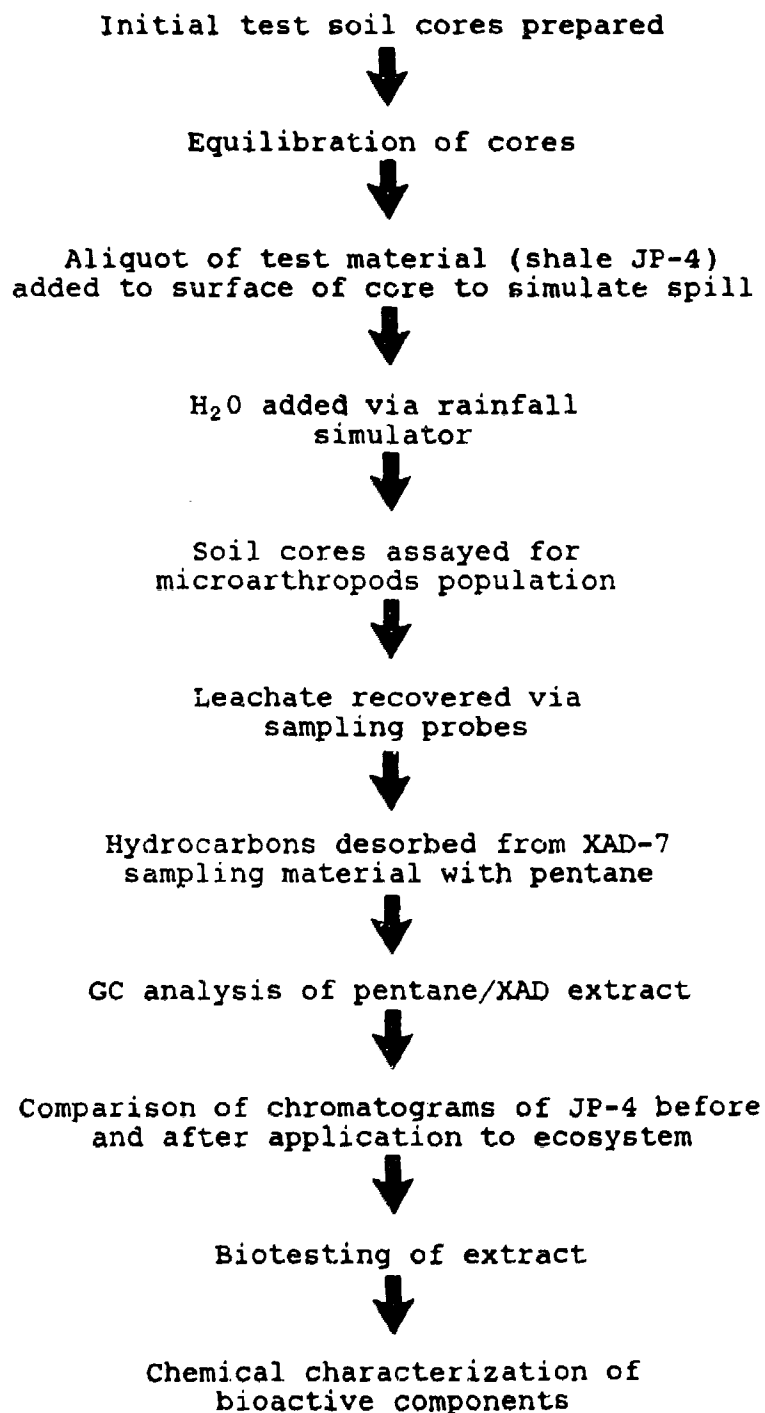 Initial test soil cores prepared
Equilibration of cores
Aliquot of test material (shale JP-4)
added to surface of core to simulate spill
H₂O added via rainfall
simulator
Soil cores assayed for
microarthropods population
Leachate recovered via
sampling probes
Hydrocarbons desorbed from XAD-7
sampling material with pentane
GC analysis of pentane/XAD extract
Comparison of chromatograms of JP-4 before
and after application to ecosystem
Biotesting of extract
Chemical characterization of
bioactive components